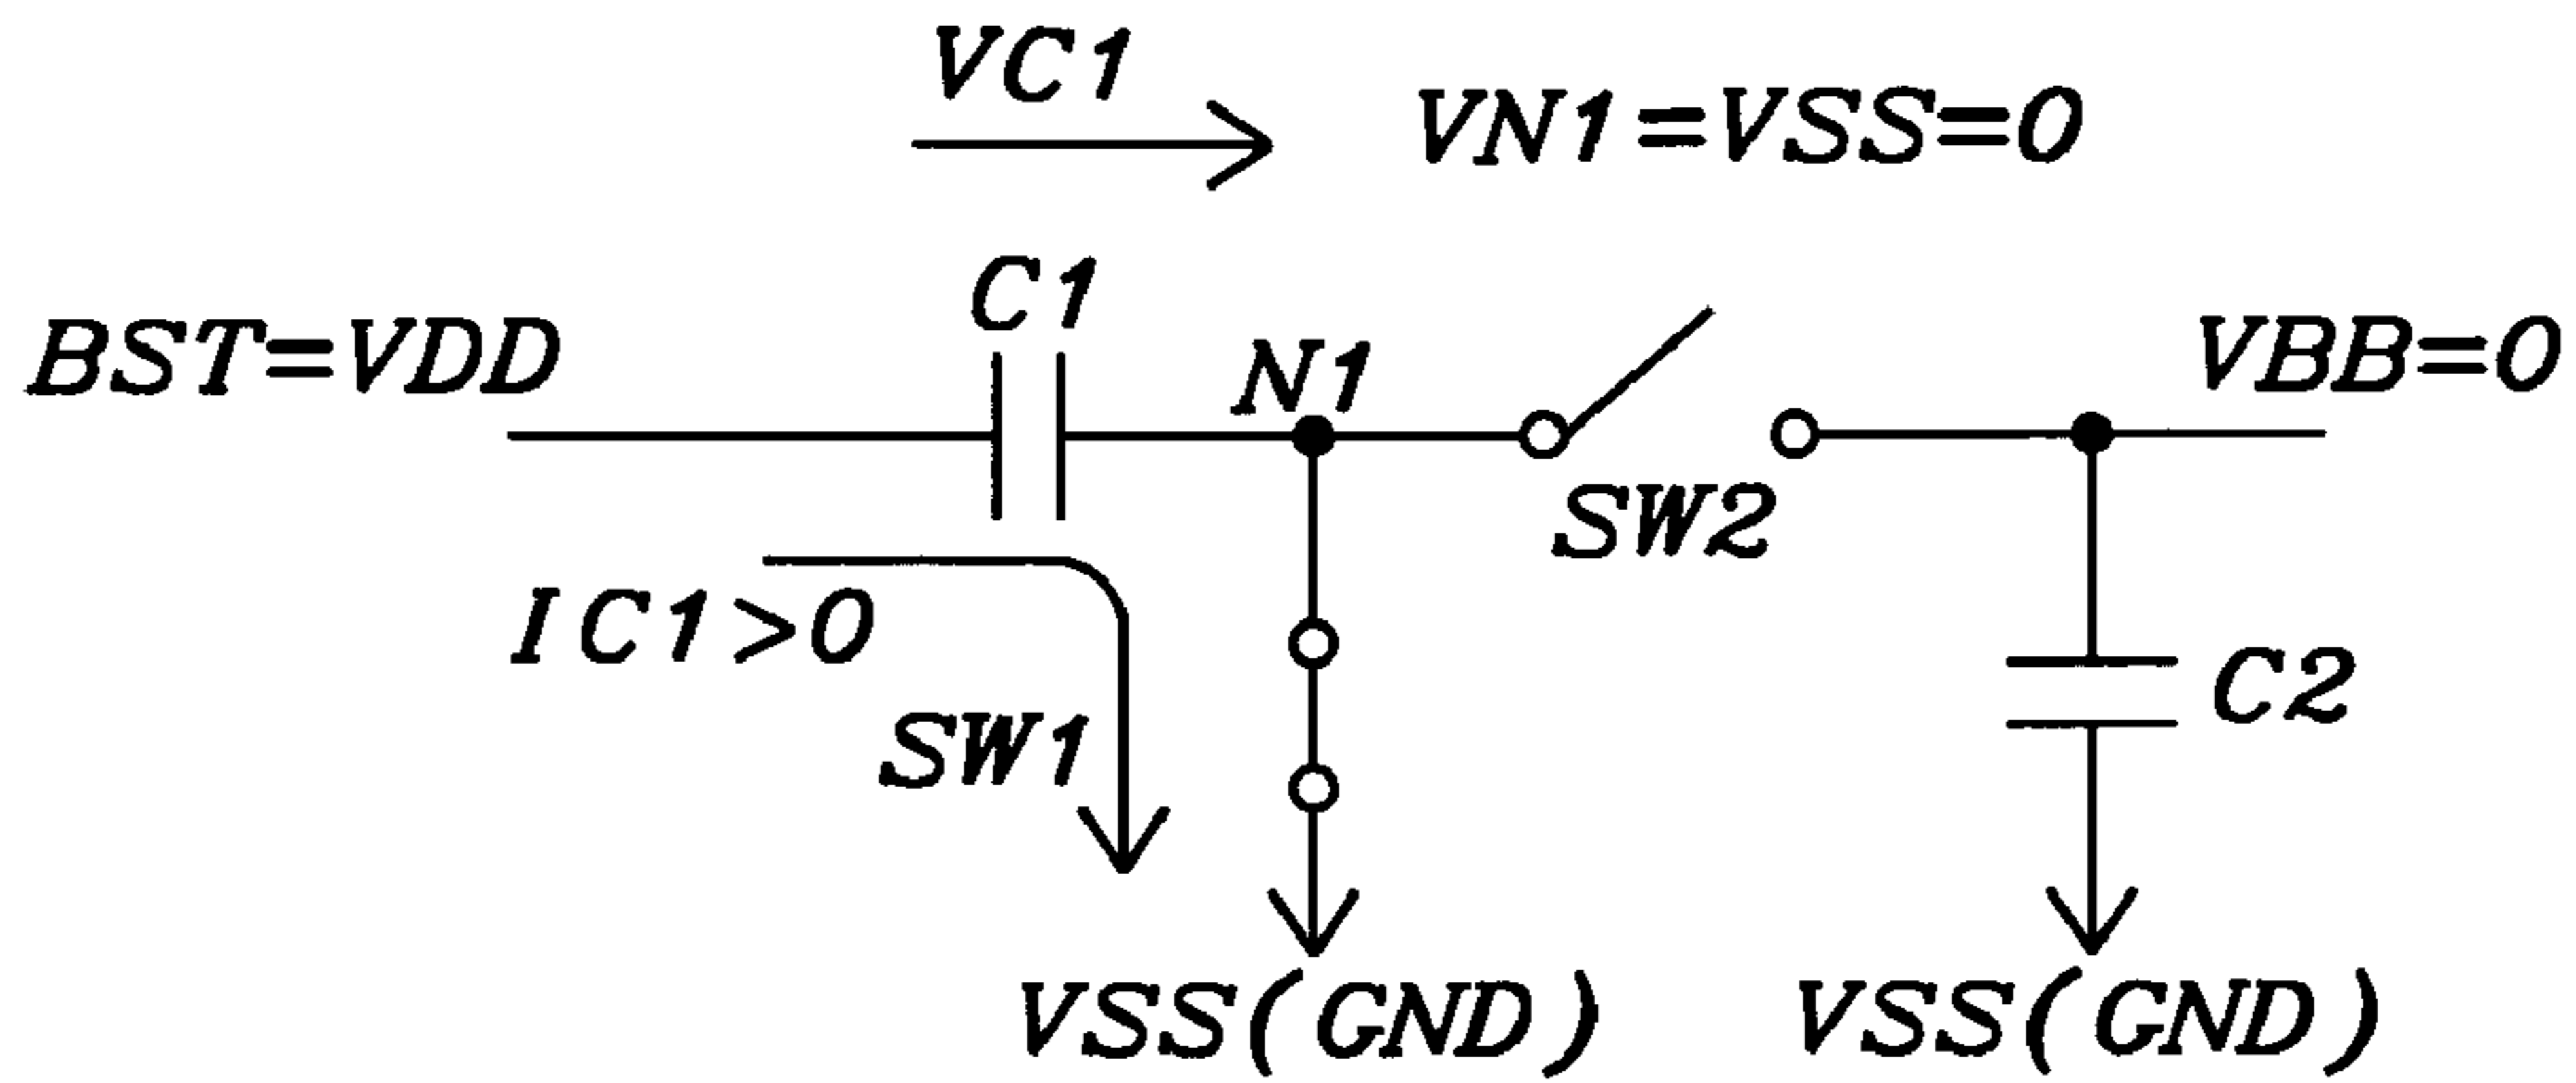 VC1
VN1=VSS=0
C1
BST=VDD
N1
VBB=0
SW2
IC1>0
C2
SW1
VSS(GND)
VSS(GND)